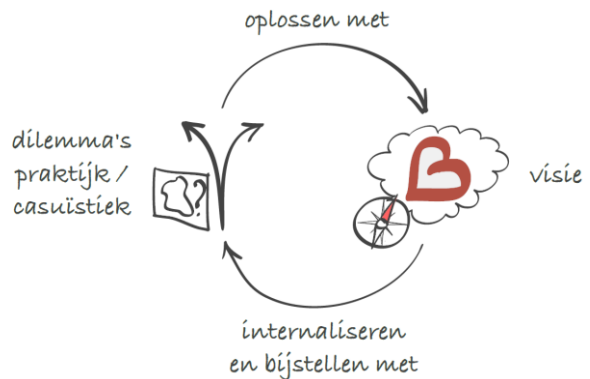 oplossen met
dilemma's
praktijk /
casuïstiek
?
visie
internaliseren
en bijstellen met